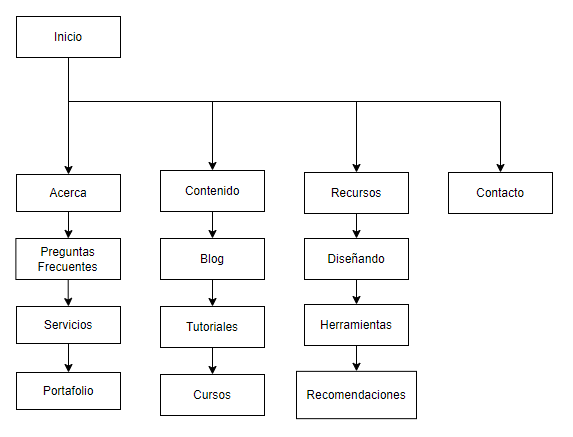 Inicio
Acerca
Contenido
Recursos
Contacto
Preguntas
Frecuentes
Blog
Diseñando
Servicios
Tutoriales
Herramientas
Portafolio
Cursos
Recomendaciones